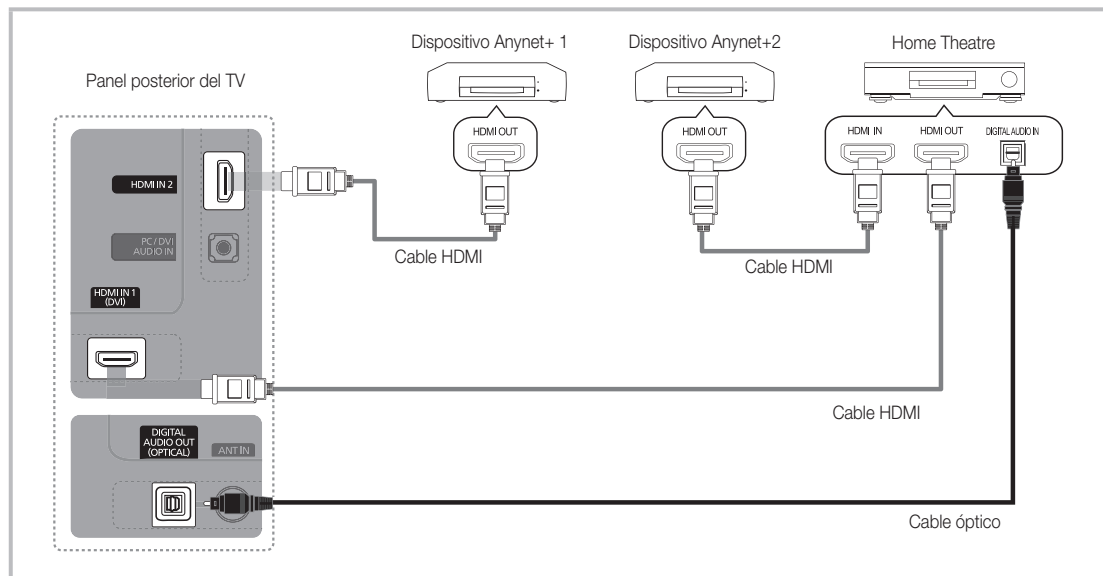 Dispositivo Anynet+ 1
Dispositivo Anynet+2
Home Theatre
Panel posterior del TV
HDMI OUT
HDMI OUT
HDMI IN
HDMI OUT
DIGITAL AUDIO IN
HDMI IN 2
PC / DVI
AUDIO IN
Cable HDMI
Cable HDMI
HDMI IN 1
(DVI)
Cable HDMI
DIGITAL
AUDIO OUT
(OPTICAL)
ANT IN
Cable óptico